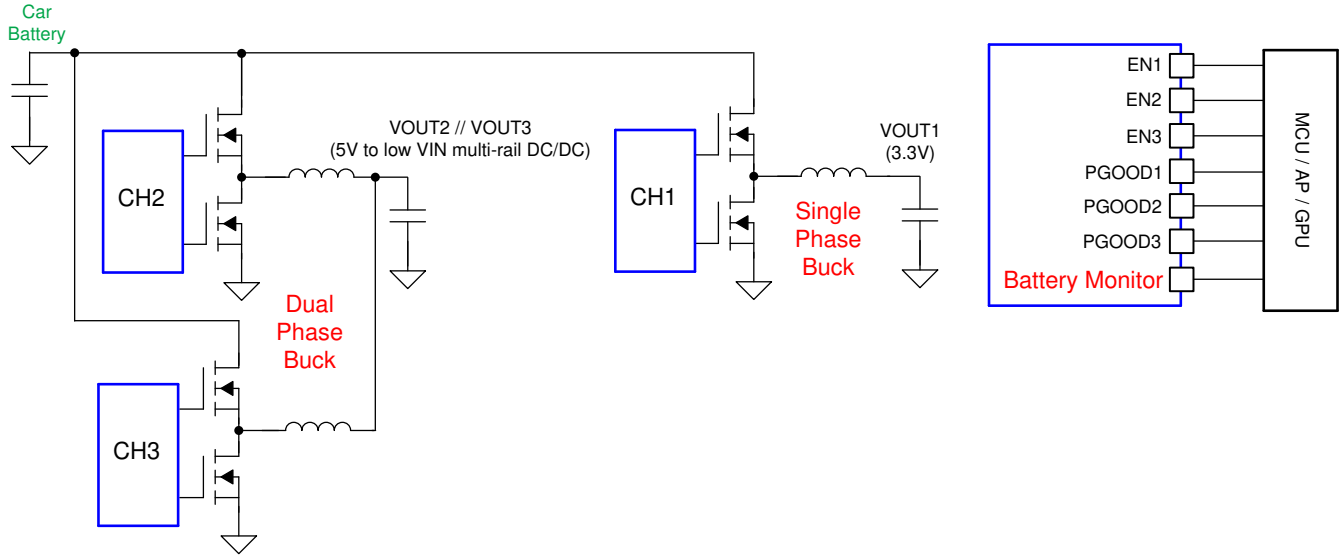 Car
Battery
CH2
VOUT2 // VOUT3
(5V to low VIN multi-rail DC/DC)
Dual
Phase
Buck
CH3
CH1
VOUT1
(3.3V)
Single
Phase
Buck
EN1
EN2
EN3
PGOOD1
PGOOD2
PGOOD3
Battery Monitor
MCU / AP / GPU